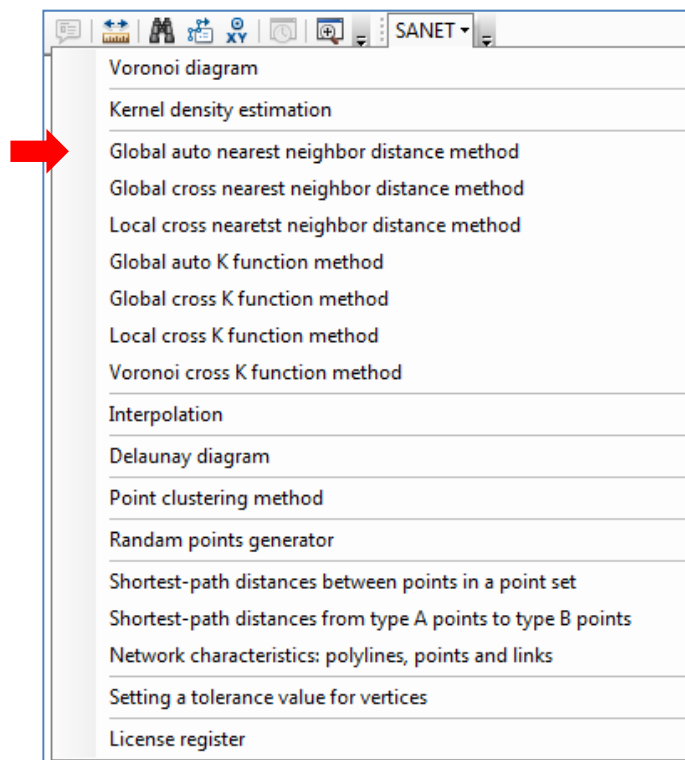 XY
SANET
Voronoi diagram
Kernel density estimation
Global auto nearest neighbor distance method
Global cross nearest neighbor distance method
Local cross nearetst neighbor distance method
Global auto K function method
Global cross K function method
Local cross K function method
Voronoi cross K function method
Interpolation
Delaunay diagram
Point clustering method
Randam points generator
Shortest-path distances between points in a point set
Shortest-path distances from type A points to type B points
Network characteristics: polylines, points and links
Setting a tolerance value for vertices
License register